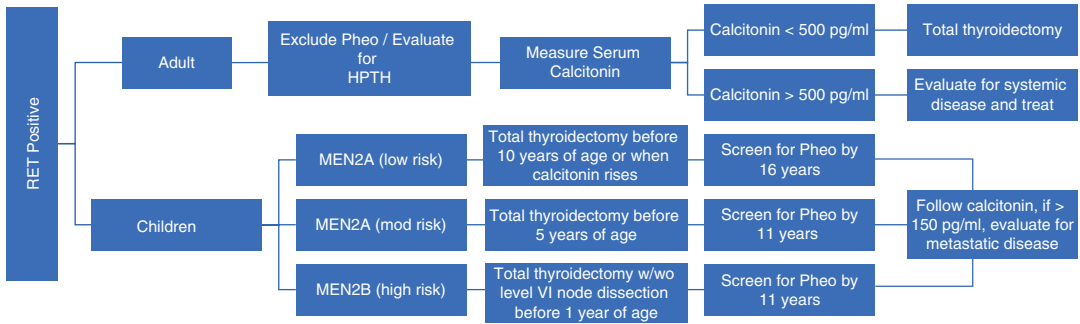 RET Positive
Adult
Exclude Pheo / Evaluate
for
HPTH
Measure Serum
Calcitonin
Calcitonin < 500 pg/ml
Total thyroidectomy
Calcitonin > 500 pg/ml
Evaluate for systemic
disease and treat
Children
MEN2A (low risk)
Total thyroidectomy before
10 years of age or when
calcitonin rises
Screen for Pheo by
16 years
MEN2A (mod risk)
Total thyroidectomy before
5 years of age
Screen for Pheo by
11 years
MEN2B (high risk)
Total thyroidectomy w/wo
level VI node dissection
before 1 year of age
Screen for Pheo by
11 years
Follow calcitonin, if >
150 pg/ml, evaluate for
metastatic disease